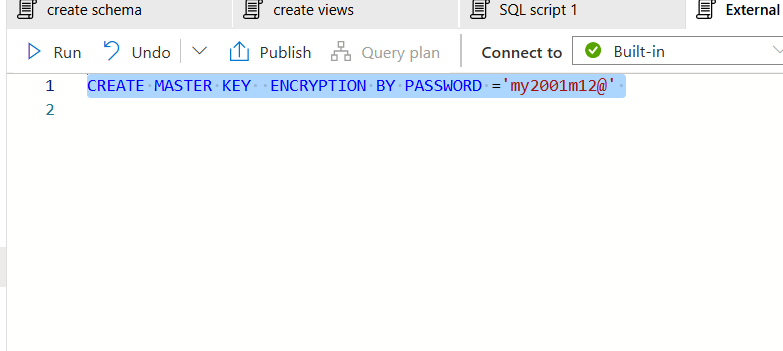 create schema create views SQL script 1 External
Run Undo Publish Query plan Connect to Built-in
1 CREATE MASTER KEY  ENCRYPTION BY PASSWORD ='my2001m12@'
2